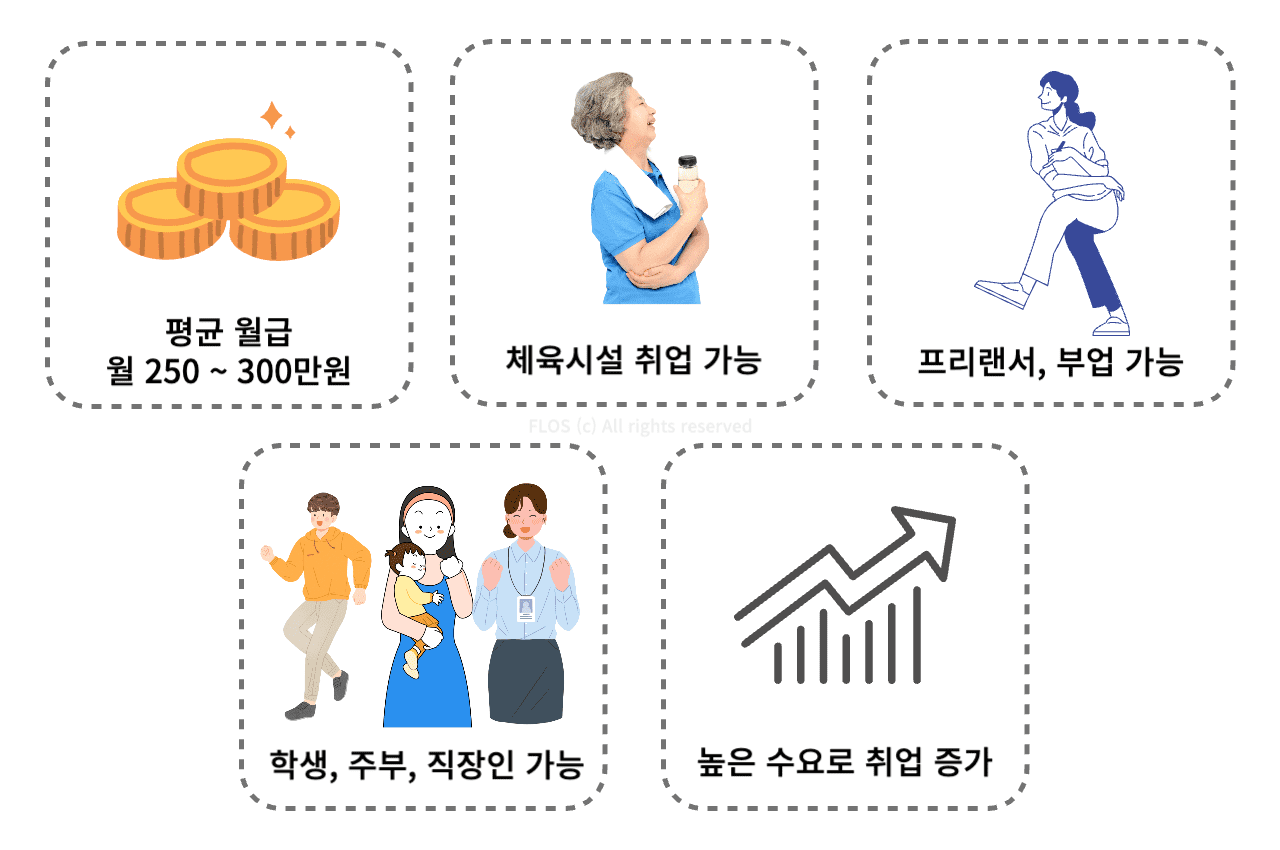 평균 월급
월 250 ~ 300만원
체육시설 취업 가능
프리랜서, 부업 가능
FLOS (c) All rights reserved
학생, 주부, 직장인 가능
높은 수요로 취업 증가